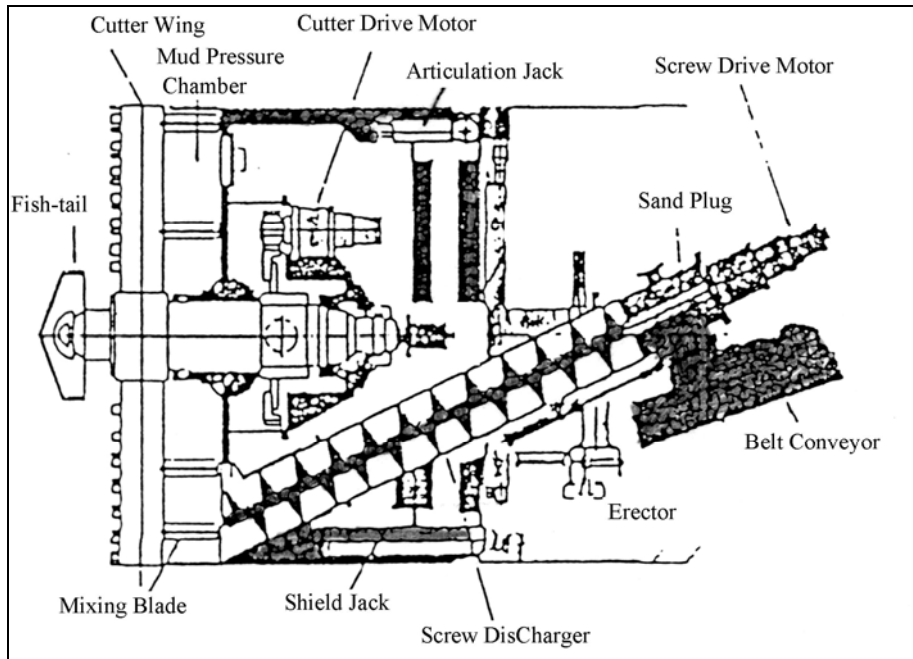 Cutter Wing
Cutter Drive Motor
Mud Pressure
Chamber
Articulation Jack
Screw Drive Motor
Fish-tail
Sand Plug
Belt Conveyor
Erector
Mixing Blade
Shield Jack
Screw DisCharger